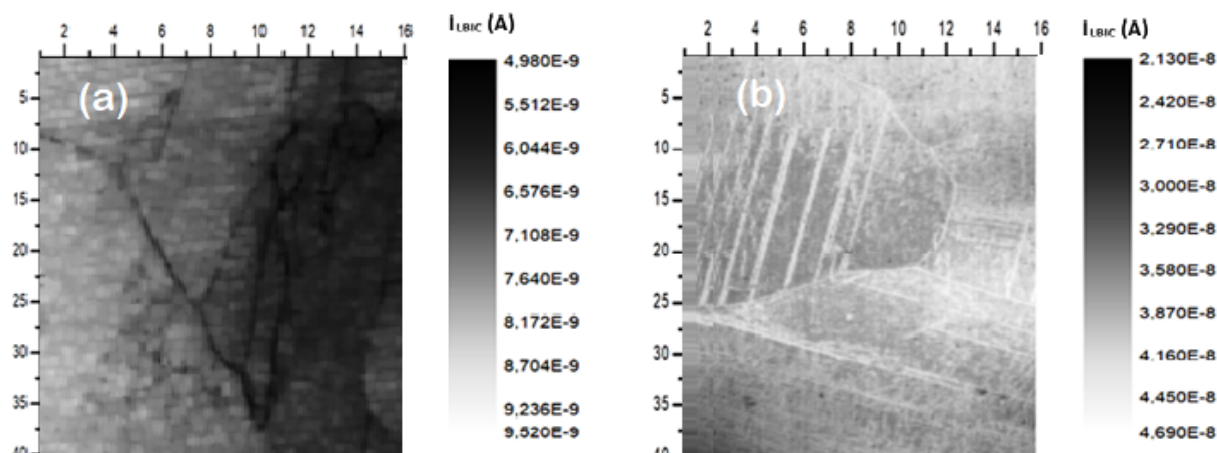 2 4 6 8 10 12 14 16
5
10
15
20
25
30
35
40
(a)
iLBIC (A)
4,980E-9
5,512E-9
6,044E-9
6,576E-9
7,108E-9
7,640E-9
8,172E-9
8,704E-9
9,236E-9
9,520E-9
2 4 6 8 10 12 14 16
5
10
15
20
25
30
35
40
(b)
iLBIC (A)
2,130E-8
2,420E-8
2,710E-8
3,000E-8
3,290E-8
3,580E-8
3,870E-8
4,160E-8
4,450E-8
4,690E-8